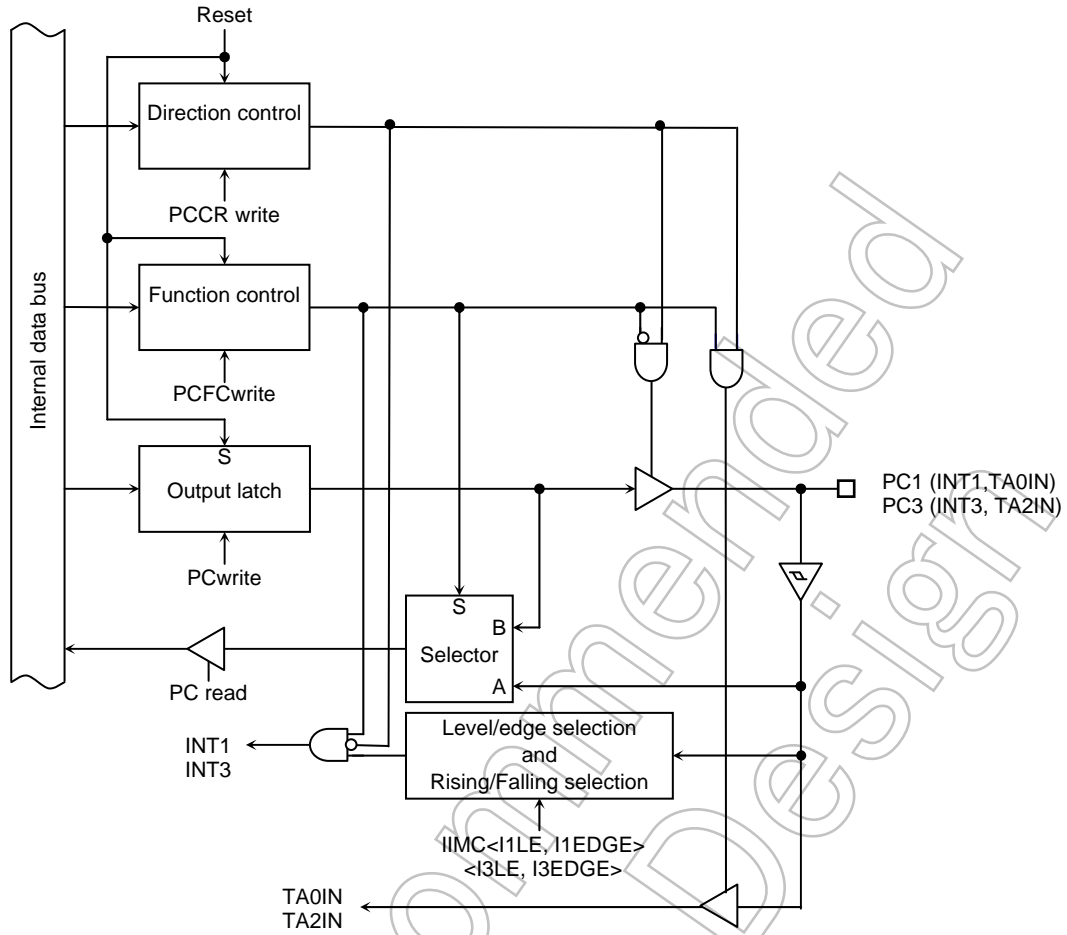 Reset
Direction control
PCCR write
Internal data bus
Function control
PCFCwrite
S
Output latch
PCwrite
PC1 (INT1,TA0IN)
PC3 (INT3, TA2IN)
S
B
Selector
A
PC read
INT1
INT3
Level/edge selection
and
Rising/Falling selection
IIMC<I1LE, I1EDGE>
<I3LE, I3EDGE>
TA0IN
TA2IN